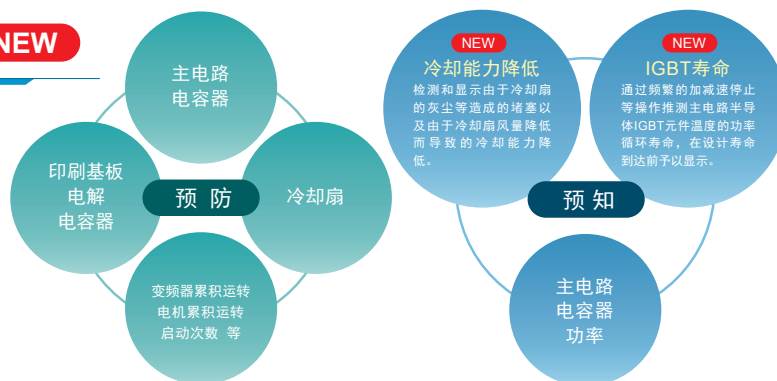 NEW
主电路
电容器
印刷基板
电解
电容器
预防
冷却扇
变频器累积运转
电机累积运转
启动次数 等
NEW
冷却能力降低
检测和显示由于冷却扇
的灰尘等造成的堵塞以
及由于冷却扇风量降低
而导致的冷却能力降
低。
NEW
IGBT寿命
通过频繁的加减速停止
等操作推测主电路半导
体IGBT元件温度的功率
循环寿命，在设计寿命
到达前予以显示。
预知
主电路
电容器
功率